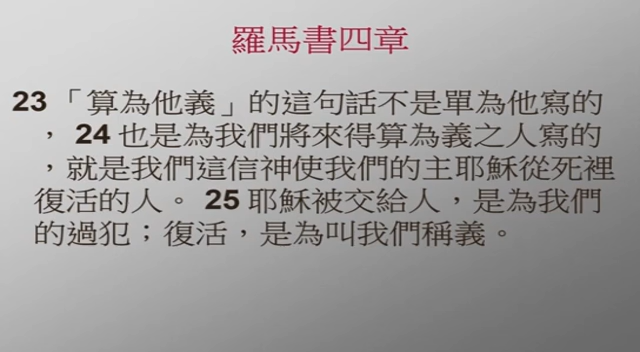 羅馬書四章
23「算為他義」的這句話不是單為他寫的
，24 也是為我們將來得算為義之人寫的
，就是我們這信神使我們的主耶穌從死裡
復活的人。25 耶穌被交給人，是為我們
的過犯；復活，是為叫我們稱義。